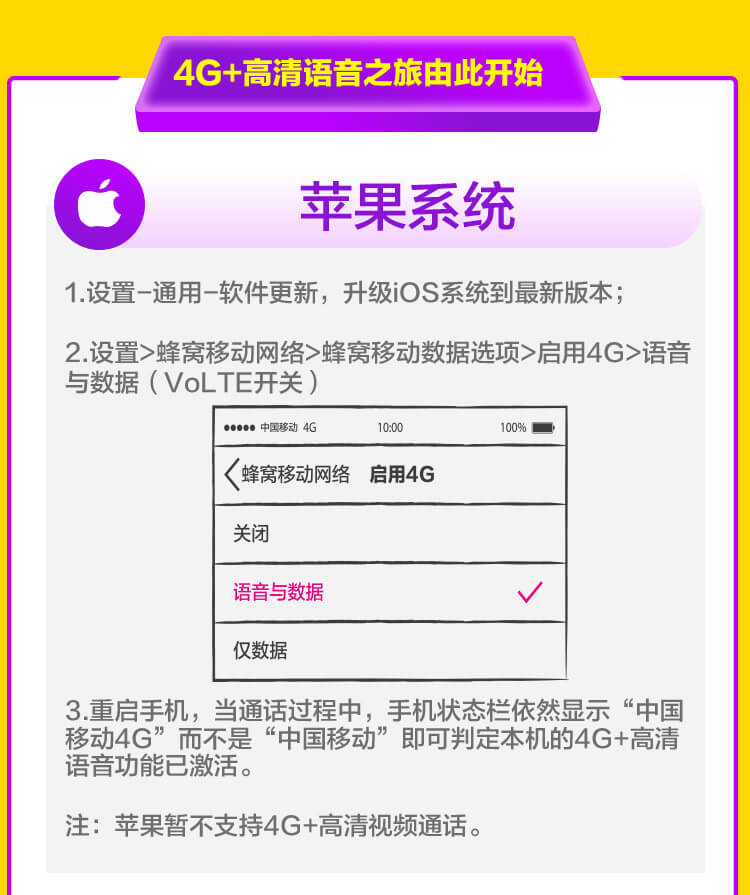 4G+高清语音之旅由此开始
苹果系统
1.设置-通用-软件更新，升级iOS系统到最新版本；
2.设置>蜂窝移动网络>蜂窝移动数据选项>启用4G>语音
与数据（VoLTE开关）
中国移动 4G 10:00 100%
蜂窝移动网络 启用4G
关闭
语音与数据
仅数据
3.重启手机，当通话过程中，手机状态栏依然显示“中国
移动4G”而不是“中国移动”即可判定本机的4G+高清
语音功能已激活。
注：苹果暂不支持4G+高清视频通话。